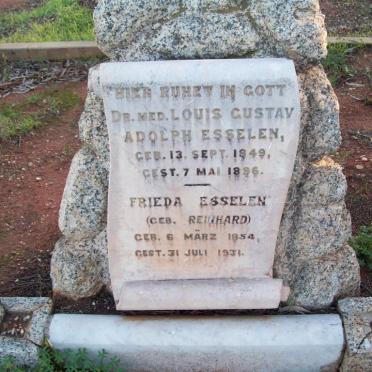 HIER RUHEN IN GOTT
DR. MED. LOUIS GUSTAV
ADOLPH ESSELEN,
GEB. 13. SEPT. 1849,
GEST. 7 MAI 1896.
FRIEDA ESSELEN
(GEB. REINHARD)
GEB. 6 MÄRZ 1854,
GEST. 31 JULI 1931.